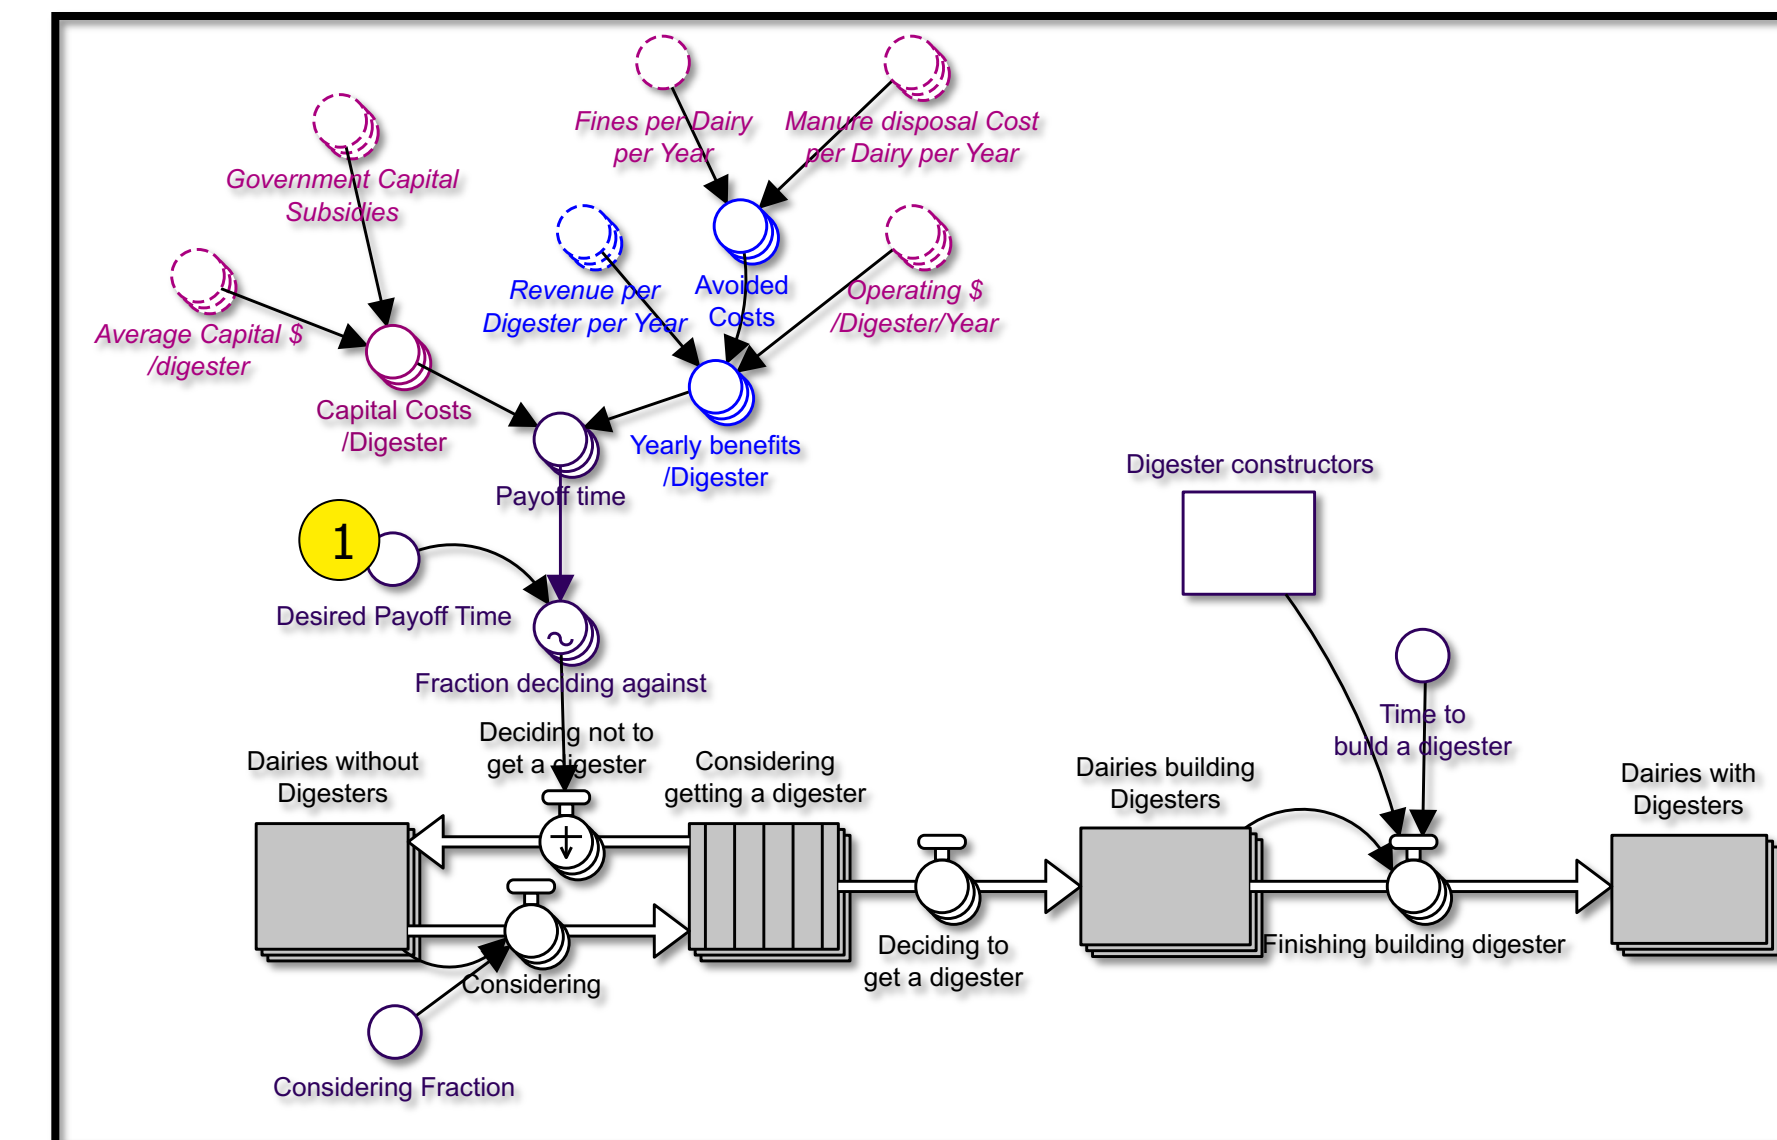 Fines per Dairy
per Year
Manure disposal Cost
per Dairy per Year
Government Capital
Subsidies
Revenue per
Digester per Year
Avoided
Costs
Operating $
/Digester/Year
Average Capital $
/digester
Capital Costs
/Digester
Yearly benefits
/Digester
Payoff time
Digester constructors
1
Desired Payoff Time
Fraction deciding against
Time to
build a digester
Deciding not to
get a digester
Dairies without
Digesters
Considering
getting a digester
Dairies building
Digesters
Dairies with
Digesters
Deciding to
get a digester
Finishing building digester
Considering
Considering Fraction